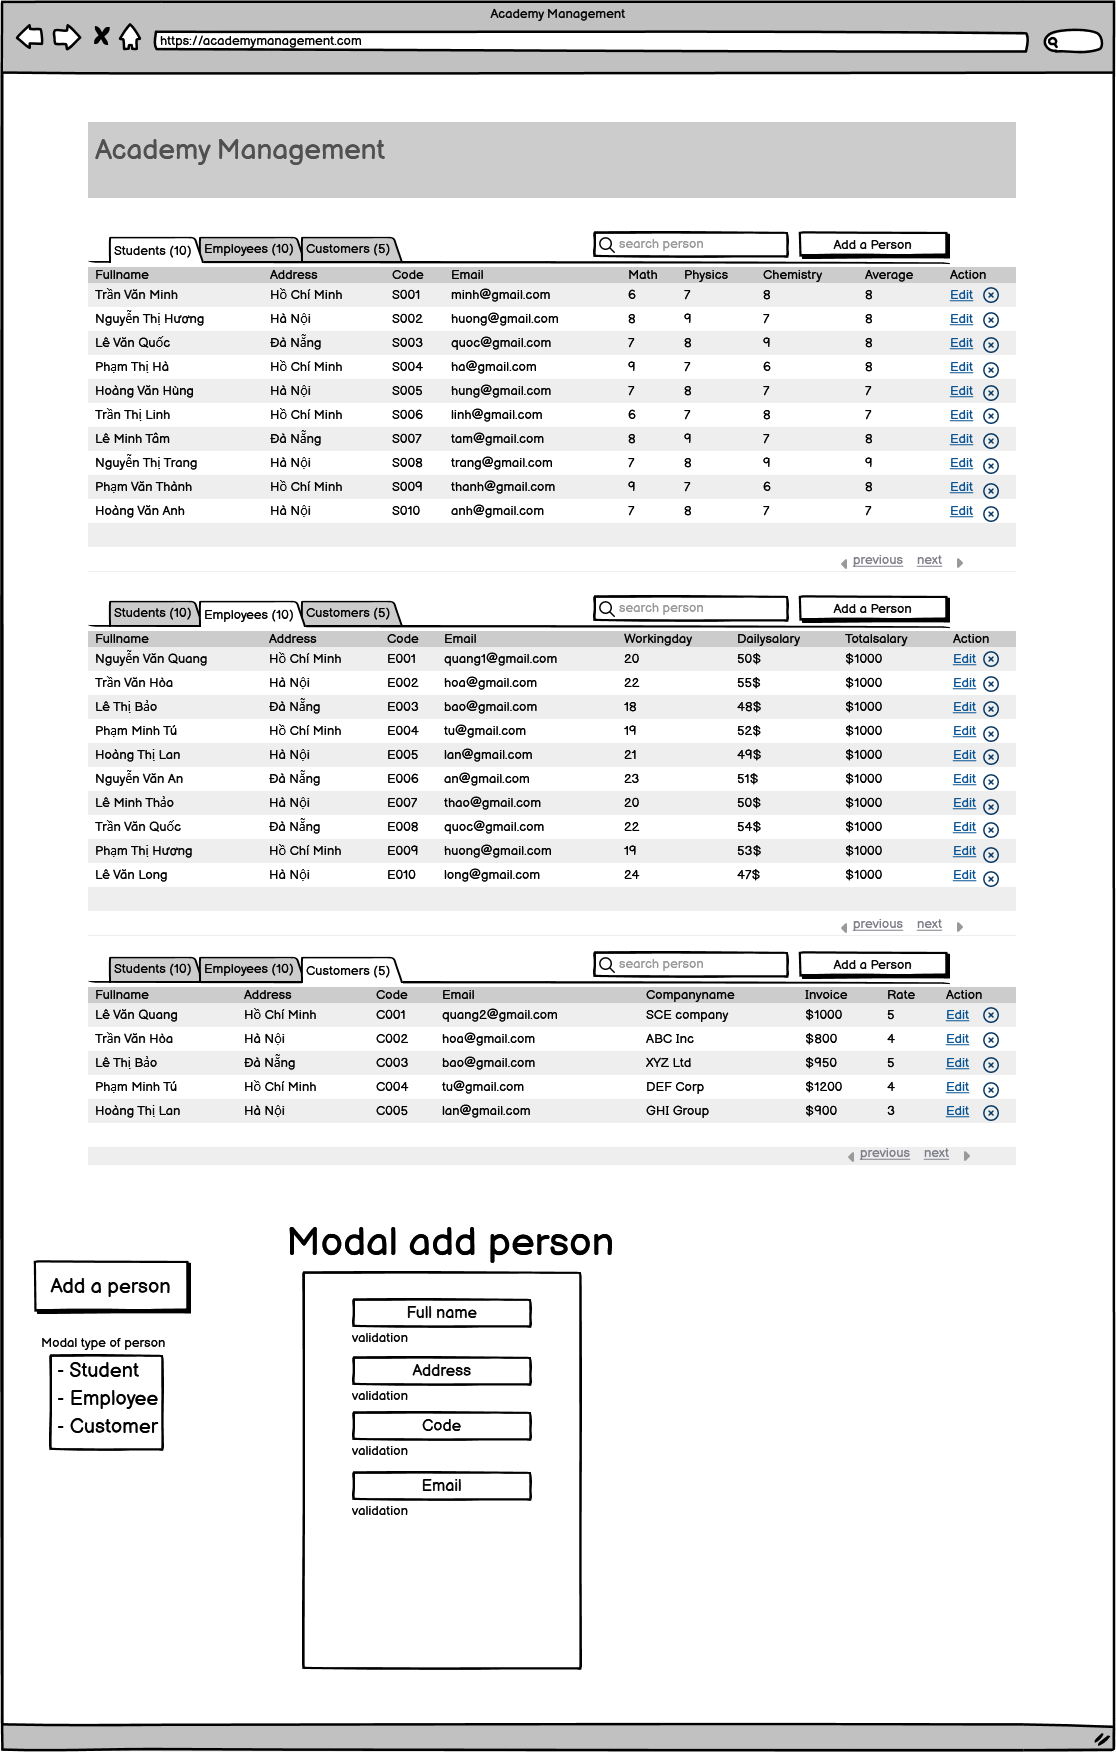 Academy Management
https://academymanagement.com
Academy Management
Students (10) Employees (10) Customers (5) search person Add a Person
Fullname Address Code Email Math Physics Chemistry Average Action
Trần Văn Minh Hồ Chí Minh S001 minh@gmail.com 6 7 8 8 Edit
Nguyễn Thị Hương Hà Nội S002 huong@gmail.com 8 9 7 8 Edit
Lê Văn Quốc Đà Nẵng S003 quoc@gmail.com 7 8 9 8 Edit
Phạm Thị Hà Hồ Chí Minh S004 ha@gmail.com 9 7 6 8 Edit
Hoàng Văn Hùng Hà Nội S005 hung@gmail.com 7 8 7 7 Edit
Trần Thị Linh Hồ Chí Minh S006 linh@gmail.com 6 7 8 7 Edit
Lê Minh Tâm Đà Nẵng S007 tam@gmail.com 8 9 7 8 Edit
Nguyễn Thị Trang Hà Nội S008 trang@gmail.com 7 8 9 9 Edit
Phạm Văn Thành Hồ Chí Minh S009 thanh@gmail.com 9 7 6 8 Edit
Hoàng Văn Anh Hà Nội S010 anh@gmail.com 7 8 7 7 Edit
previous next
Students (10) Employees (10) Customers (5) search person Add a Person
Fullname Address Code Email Workingday Dailysalary Totalsalary Action
Nguyễn Văn Quang Hồ Chí Minh E001 quang1@gmail.com 20 50$ $1000 Edit
Trần Văn Hòa Hà Nội E002 hoa@gmail.com 22 55$ $1000 Edit
Lê Thị Bảo Đà Nẵng E003 bao@gmail.com 18 48$ $1000 Edit
Phạm Minh Tú Hồ Chí Minh E004 tu@gmail.com 19 52$ $1000 Edit
Hoàng Thị Lan Hà Nội E005 lan@gmail.com 21 49$ $1000 Edit
Nguyễn Văn An Đà Nẵng E006 an@gmail.com 23 51$ $1000 Edit
Lê Minh Thảo Hà Nội E007 thao@gmail.com 20 50$ $1000 Edit
Trần Văn Quốc Đà Nẵng E008 quoc@gmail.com 22 54$ $1000 Edit
Phạm Thị Hương Hồ Chí Minh E009 huong@gmail.com 19 53$ $1000 Edit
Lê Văn Long Hà Nội E010 long@gmail.com 24 47$ $1000 Edit
previous next
Students (10) Employees (10) Customers (5) search person Add a Person
Fullname Address Code Email Companyname Invoice Rate Action
Lê Văn Quang Hồ Chí Minh C001 quang2@gmail.com SCE company $1000 5 Edit
Trần Văn Hòa Hà Nội C002 hoa@gmail.com ABC Inc $800 4 Edit
Lê Thị Bảo Đà Nẵng C003 bao@gmail.com XYZ Ltd $950 5 Edit
Phạm Minh Tú Hồ Chí Minh C004 tu@gmail.com DEF Corp $1200 4 Edit
Hoàng Thị Lan Hà Nội C005 lan@gmail.com GHI Group $900 3 Edit
previous next
Modal add person
Add a person
Modal type of person
- Student
- Employee
- Customer
Full name
validation
Address
validation
Code
validation
Email
validation